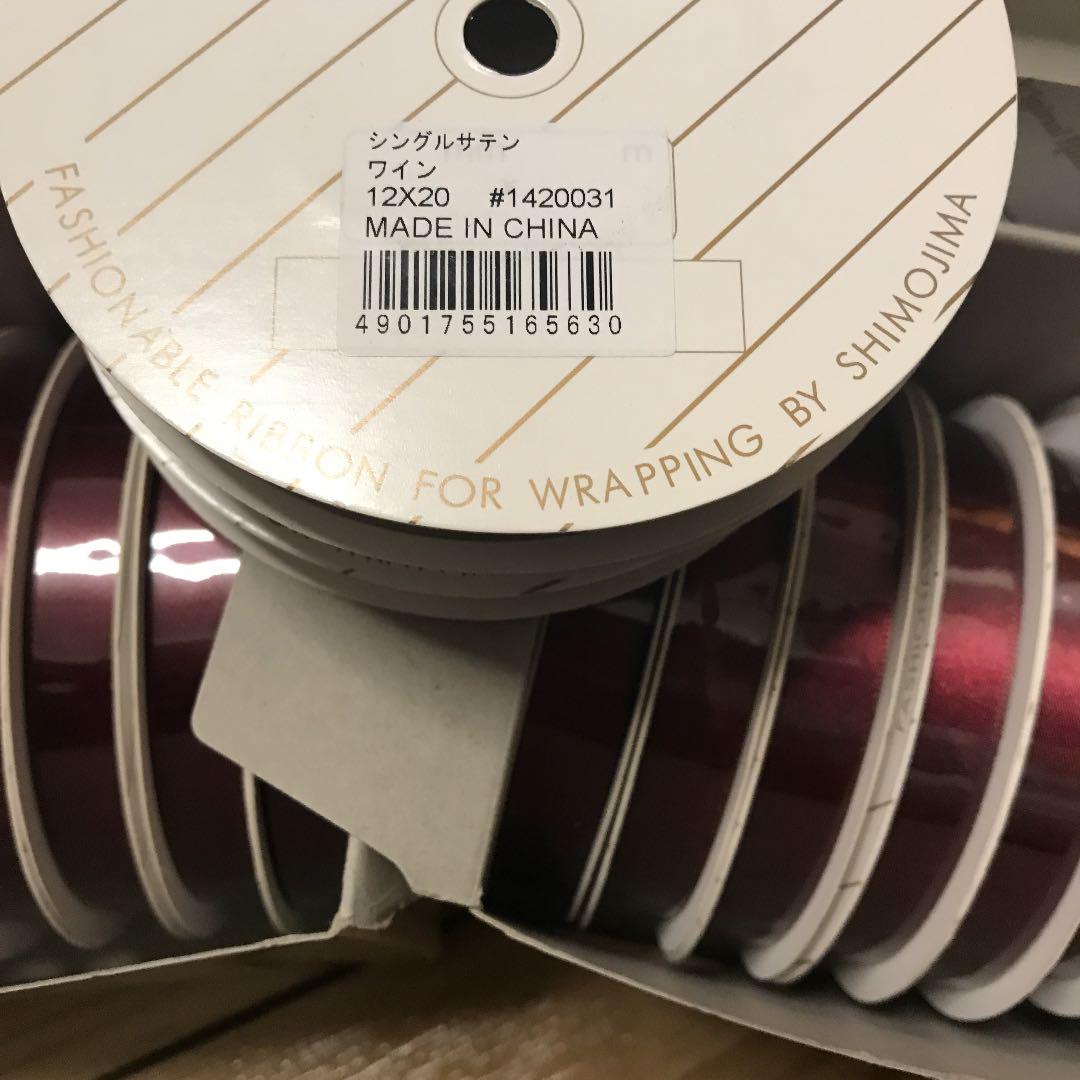 シングルサテン
ワイン
12X20 #1420031
MADE IN CHINA
4901755165630
FASHIONABLE RIBBON FOR WRAPPING BY SHIMOJIMA